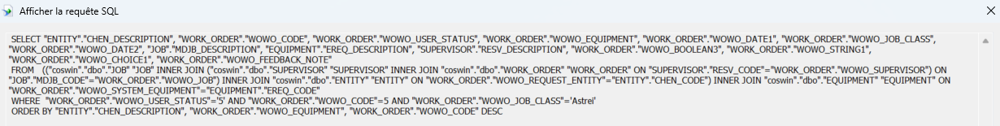 Afficher la requête SQL
SELECT "ENTITY"."CHEN_DESCRIPTION", "WORK_ORDER"."WOWO_CODE", "WORK_ORDER"."WOWO_USER_STATUS", "WORK_ORDER"."WOWO_EQUIPMENT", "WORK_ORDER"."WOWO_DATE1", "WORK_ORDER"."WOWO_JOB_CLASS",
"WORK_ORDER"."WOWO_DATE2", "JOB"."MDJB_DESCRIPTION", "EQUIPMENT"."EREQ_DESCRIPTION", "SUPERVISOR"."RESV_DESCRIPTION", "WORK_ORDER"."WOWO_BOOLEAN3", "WORK_ORDER"."WOWO_STRING1",
"WORK_ORDER"."WOWO_CHOICE1", "WORK_ORDER"."WOWO_FEEDBACK_NOTE"
FROM (("coswin"."dbo"."JOB" "JOB" INNER JOIN ("coswin"."dbo"."SUPERVISOR" "SUPERVISOR" INNER JOIN "coswin"."dbo"."WORK_ORDER" "WORK_ORDER" ON "SUPERVISOR"."RESV_CODE"="WORK_ORDER"."WOWO_SUPERVISOR") ON
"JOB"."MDJB_CODE"="WORK_ORDER"."WOWO_JOB") INNER JOIN "coswin"."dbo"."ENTITY" "ENTITY" ON "WORK_ORDER"."WOWO_REQUEST_ENTITY"="ENTITY"."CHEN_CODE") INNER JOIN "coswin"."dbo"."EQUIPMENT" "EQUIPMENT" ON
"WORK_ORDER"."WOWO_SYSTEM_EQUIPMENT"="EQUIPMENT"."EREQ_CODE"
WHERE "WORK_ORDER"."WOWO_USER_STATUS"='5' AND "WORK_ORDER"."WOWO_CODE"=5 AND "WORK_ORDER"."WOWO_JOB_CLASS"='Astrei'
ORDER BY "ENTITY"."CHEN_DESCRIPTION", "WORK_ORDER"."WOWO_EQUIPMENT", "WORK_ORDER"."WOWO_CODE" DESC